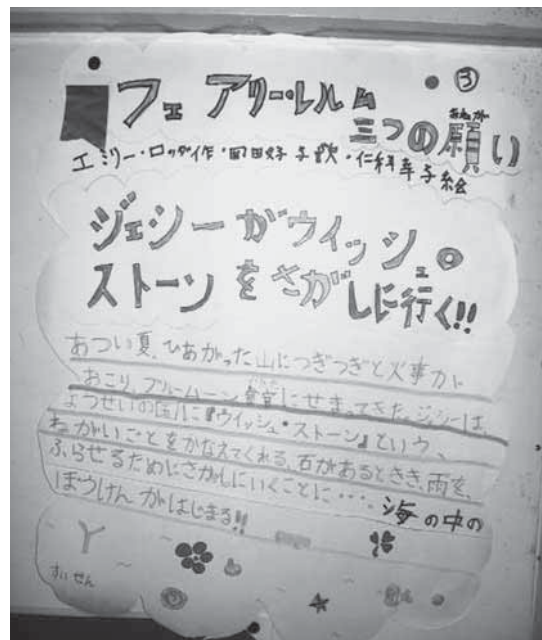 ③
フェアリー・レルム
三つの願い
ねが
エミリー・ロッダ作・岡田好子訳・仁科幸子絵
ジェシーがウィッシュ・
ストーンをさがしに行く!!
あつい夏、ひあがった山につぎつぎと火事が
おこり、ブルームーン荘にせまってきた。ジェシーは、
ようせいの国に『ウィッシュ・ストーン』という、
ねがいごとをかなえてくれる、石があるときき、雨を、
ふらせるためにさがしにいくことに・・・・海の中の
ぼうけんがはじまる!!
すいせん